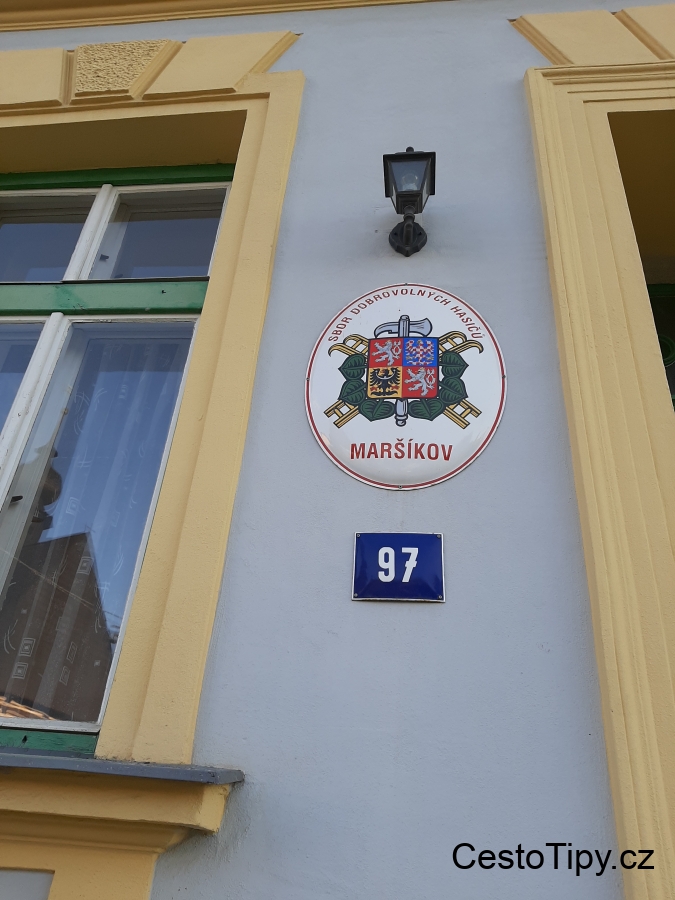 SBOR DOBROVOLNÝCH HASIČŮ
MARŠÍKOV
97
CestoTipy.cz